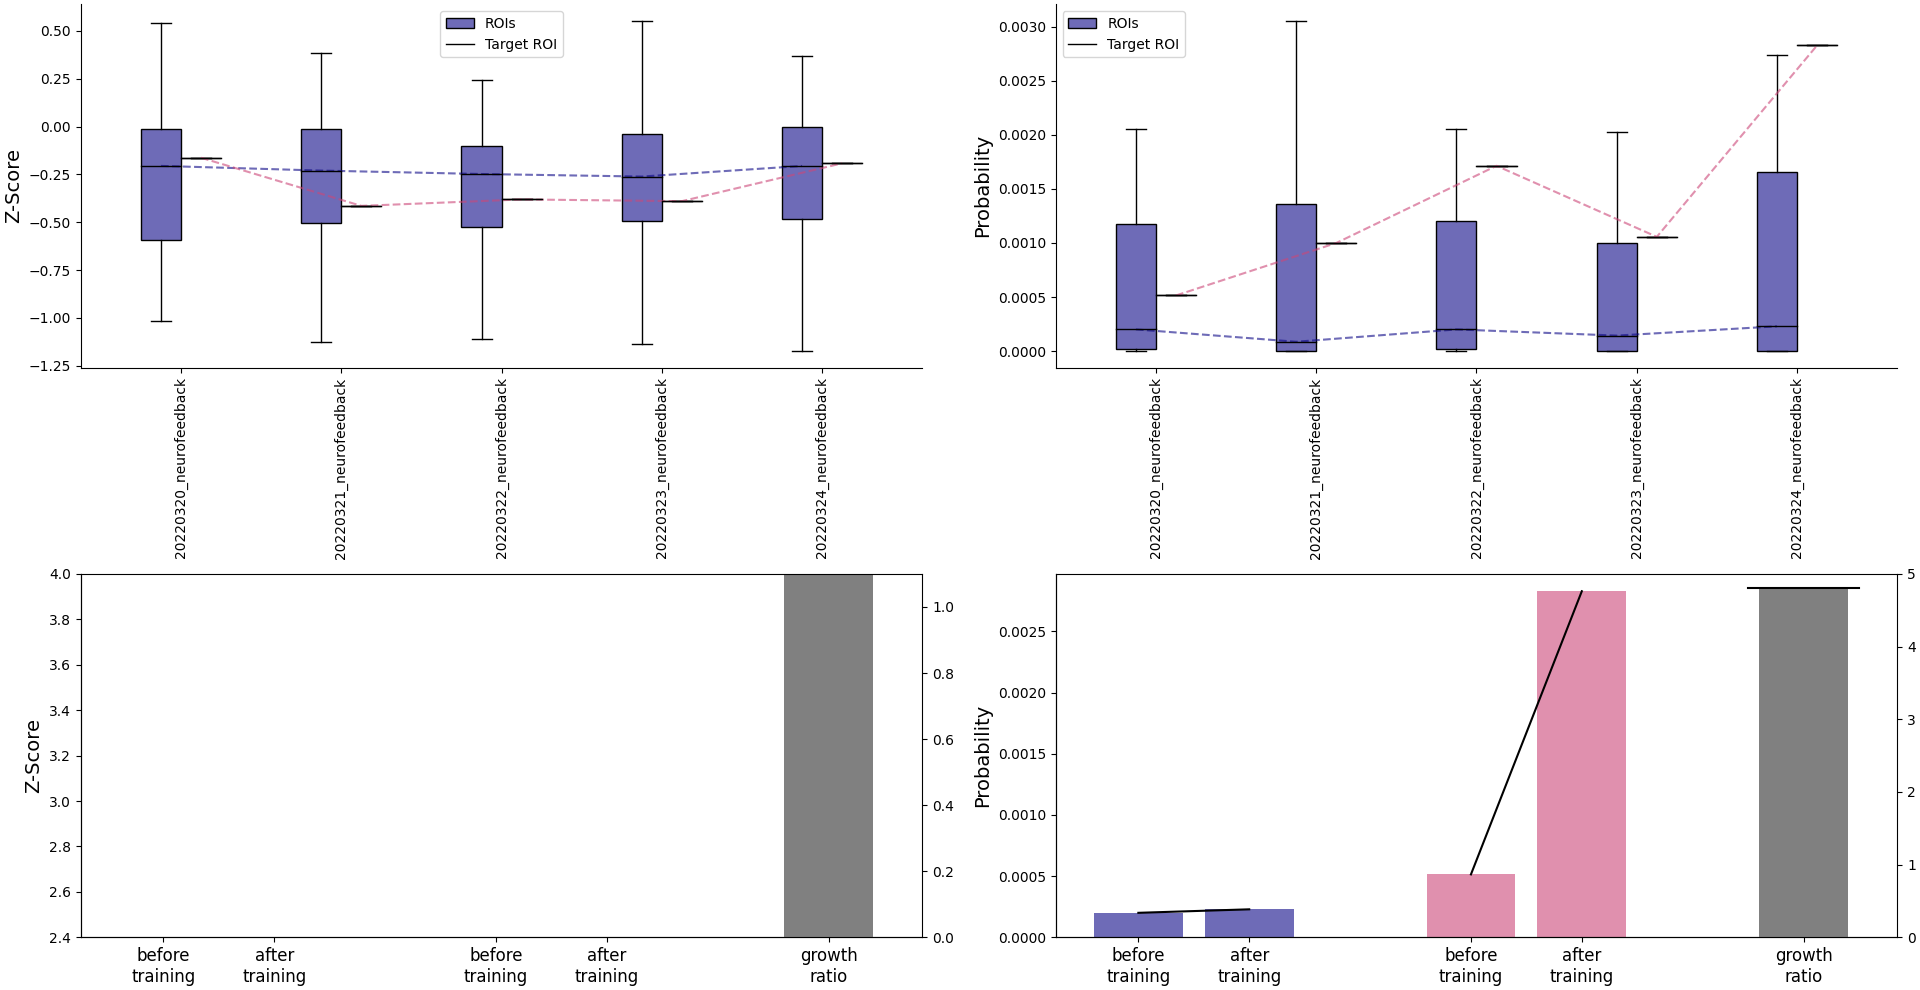 Z-Score
0.50
0.25
0.00
−0.25
−0.50
−0.75
−1.00
−1.25
ROIs
Target ROI
20220320_neurofeedback
20220321_neurofeedback
20220322_neurofeedback
20220323_neurofeedback
20220324_neurofeedback
Probability
0.0030
0.0025
0.0020
0.0015
0.0010
0.0005
0.0000
ROIs
Target ROI
20220320_neurofeedback
20220321_neurofeedback
20220322_neurofeedback
20220323_neurofeedback
20220324_neurofeedback
Z-Score
4.0
3.8
3.6
3.4
3.2
3.0
2.8
2.6
2.4
1.0
0.8
0.6
0.4
0.2
0.0
before
training
after
training
before
training
after
training
growth
ratio
Probability
0.0025
0.0020
0.0015
0.0010
0.0005
0.0000
5
4
3
2
1
0
before
training
after
training
before
training
after
training
growth
ratio